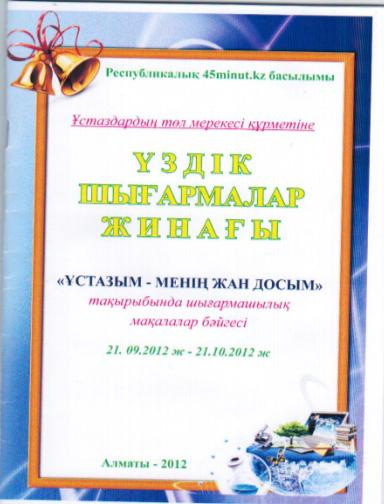 Республикалық 45minut.kz басылымы
Ұстаздардың төл мерекесі құрметіне
ҮЗДІК
ШЫҒАРМАЛАР
ЖИНАҒЫ
«ҰСТАЗЫМ - МЕНІҢ ЖАН ДОСЫМ»
тақырыбында шығармашылық
мақалалар бәйгесі
21. 09.2012 ж - 21.10.2012 ж
Алматы - 2012